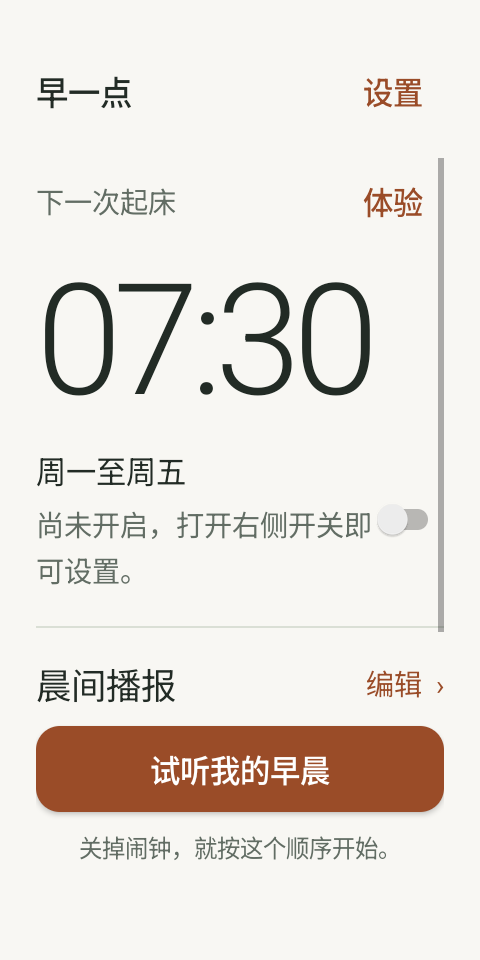 早一点 设置
下一次起床 体验
07:30
周一至周五
尚未开启，打开右侧开关即
可设置。
晨间播报 编辑 ›
试听我的早晨
关掉闹钟，就按这个顺序开始。